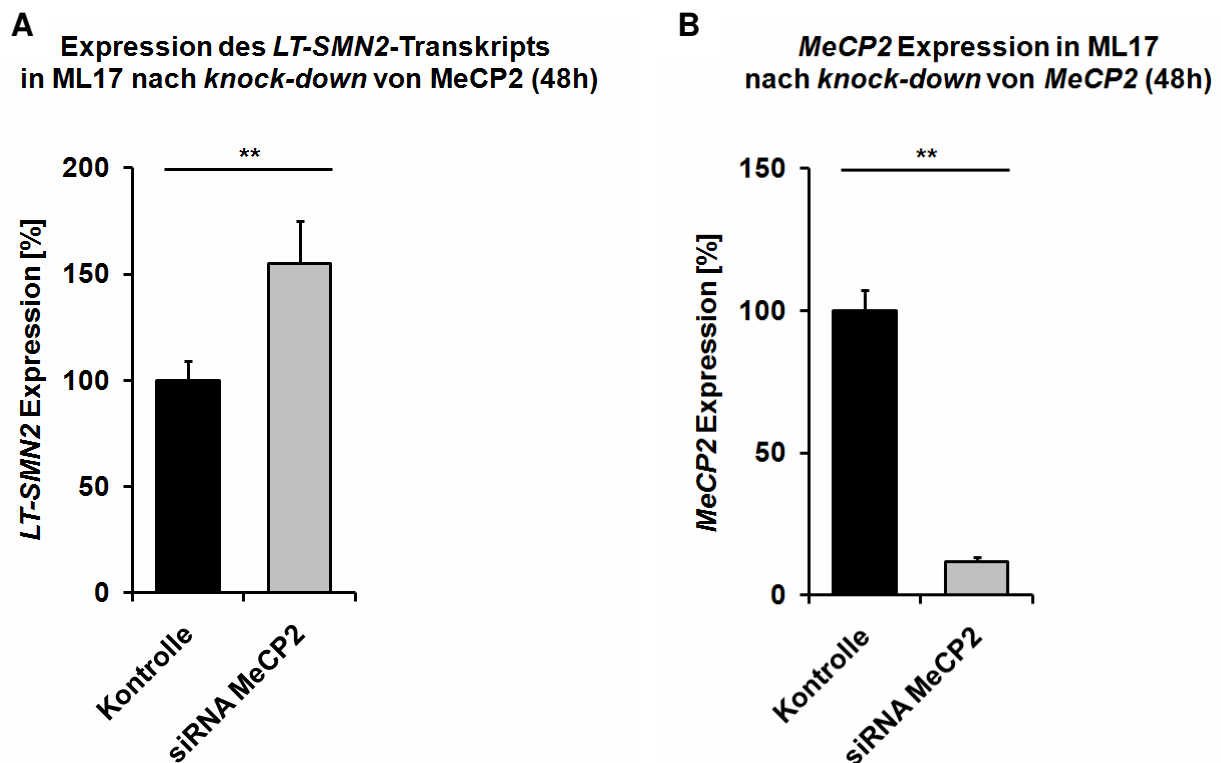 A
Expression des LT-SMN2-Transkripts
in ML17 nach knock-down von MeCP2 (48h)
**
LT-SMN2 Expression [%]
200
150
100
50
0
Kontrolle
siRNA MeCP2
B
MeCP2 Expression in ML17
nach knock-down von MeCP2 (48h)
**
MeCP2 Expression [%]
150
100
50
0
Kontrolle
siRNA MeCP2